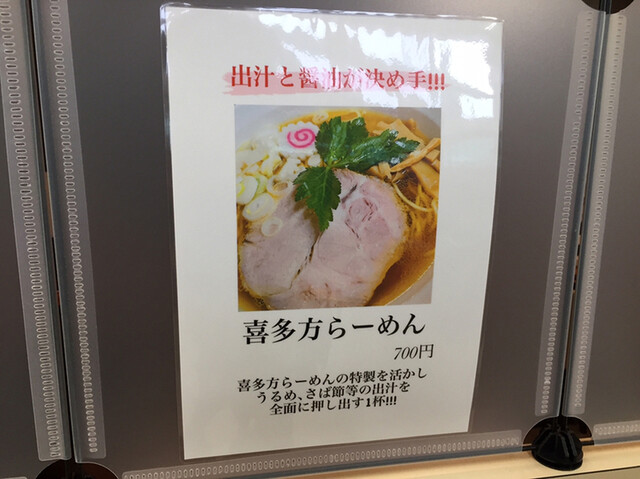 出汁と醤油が決め手!!!
喜多方らーめん
700円
喜多方らーめんの特製を活かし
うるめ、さば節等の出汁を
全面に押し出す1杯!!!